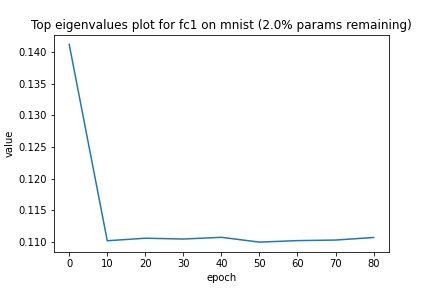 Top eigenvalues plot for fc1 on mnist (2.0% params remaining)
0.140
0.135
0.130
0.125
0.120
0.115
0.110
value
0 10 20 30 40 50 60 70 80
epoch